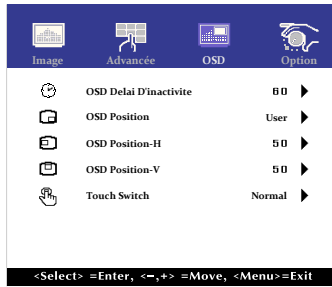 Image Advancée OSD Option
OSD Delai D'inactivite 60
OSD Position User
OSD Position-H 50
OSD Position-V 50
Touch Switch Normal
<Select> =Enter, <−,+> =Move, <Menu>=Exit